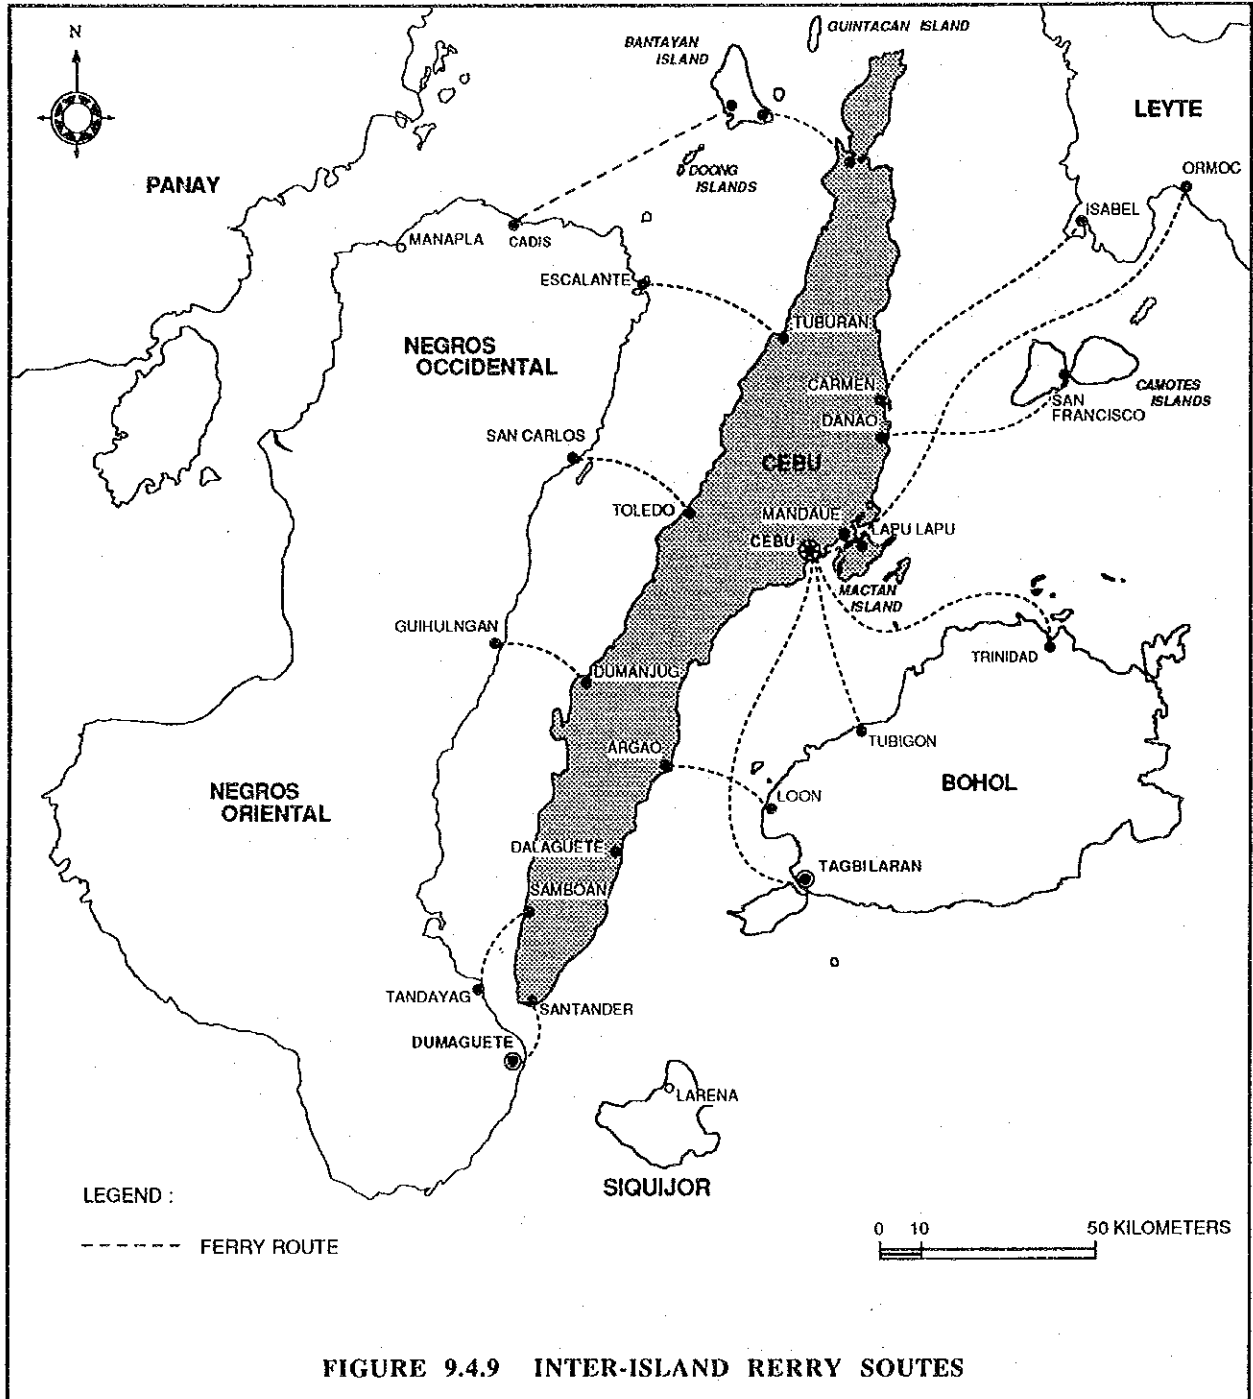 N
GUINTACAN ISLAND
BANTAYAN
ISLAND
LEYTE
PANAY
DOONG
ISLANDS
ORMOC
ISABEL
MANAPLA
CADIS
ESCALANTE
TUBURAN
NEGROS
OCCIDENTAL
CARMEN
SAN
FRANCISCO
CAMOTES
ISLANDS
DANAO
SAN CARLOS
CEBU
TOLEDO
MANDAUE
LAPU LAPU
CEBU
MACTAN
ISLAND
GUIHULNGAN
TRINIDAD
DUMANJUG
TUBIGON
ARGAO
BOHOL
NEGROS
ORIENTAL
LOON
DALAGUETE
TAGBILARAN
SAMBOAN
TANDAYAG
SANTANDER
DUMAGUETE
LARENA
SIQUIJOR
LEGEND :
FERRY ROUTE
0 10 50 KILOMETERS
FIGURE 9.4.9 INTER-ISLAND RERRY SOUTES